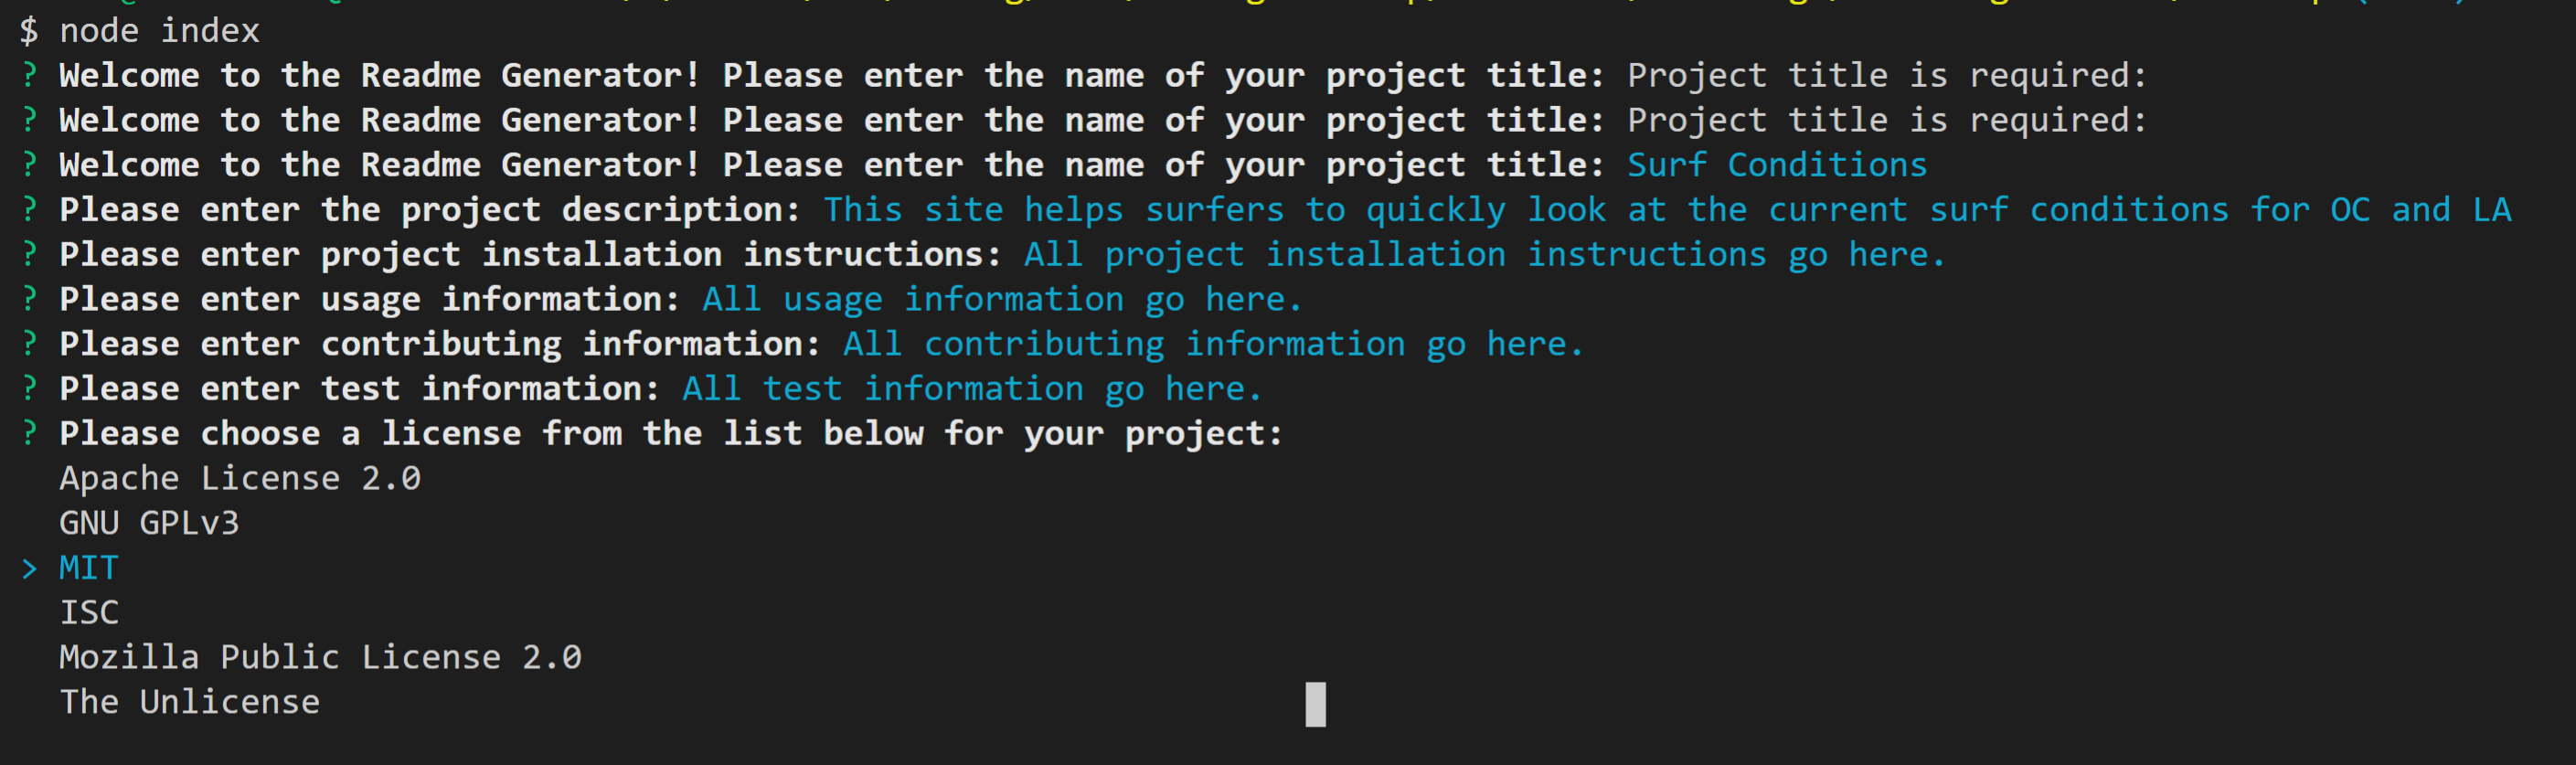 $ node index
? Welcome to the Readme Generator! Please enter the name of your project title: Project title is required:
? Welcome to the Readme Generator! Please enter the name of your project title: Project title is required:
? Welcome to the Readme Generator! Please enter the name of your project title: Surf Conditions
? Please enter the project description: This site helps surfers to quickly look at the current surf conditions for OC and LA
? Please enter project installation instructions: All project installation instructions go here.
? Please enter usage information: All usage information go here.
? Please enter contributing information: All contributing information go here.
? Please enter test information: All test information go here.
? Please choose a license from the list below for your project:
Apache License 2.0
GNU GPLv3
> MIT
ISC
Mozilla Public License 2.0
The Unlicense